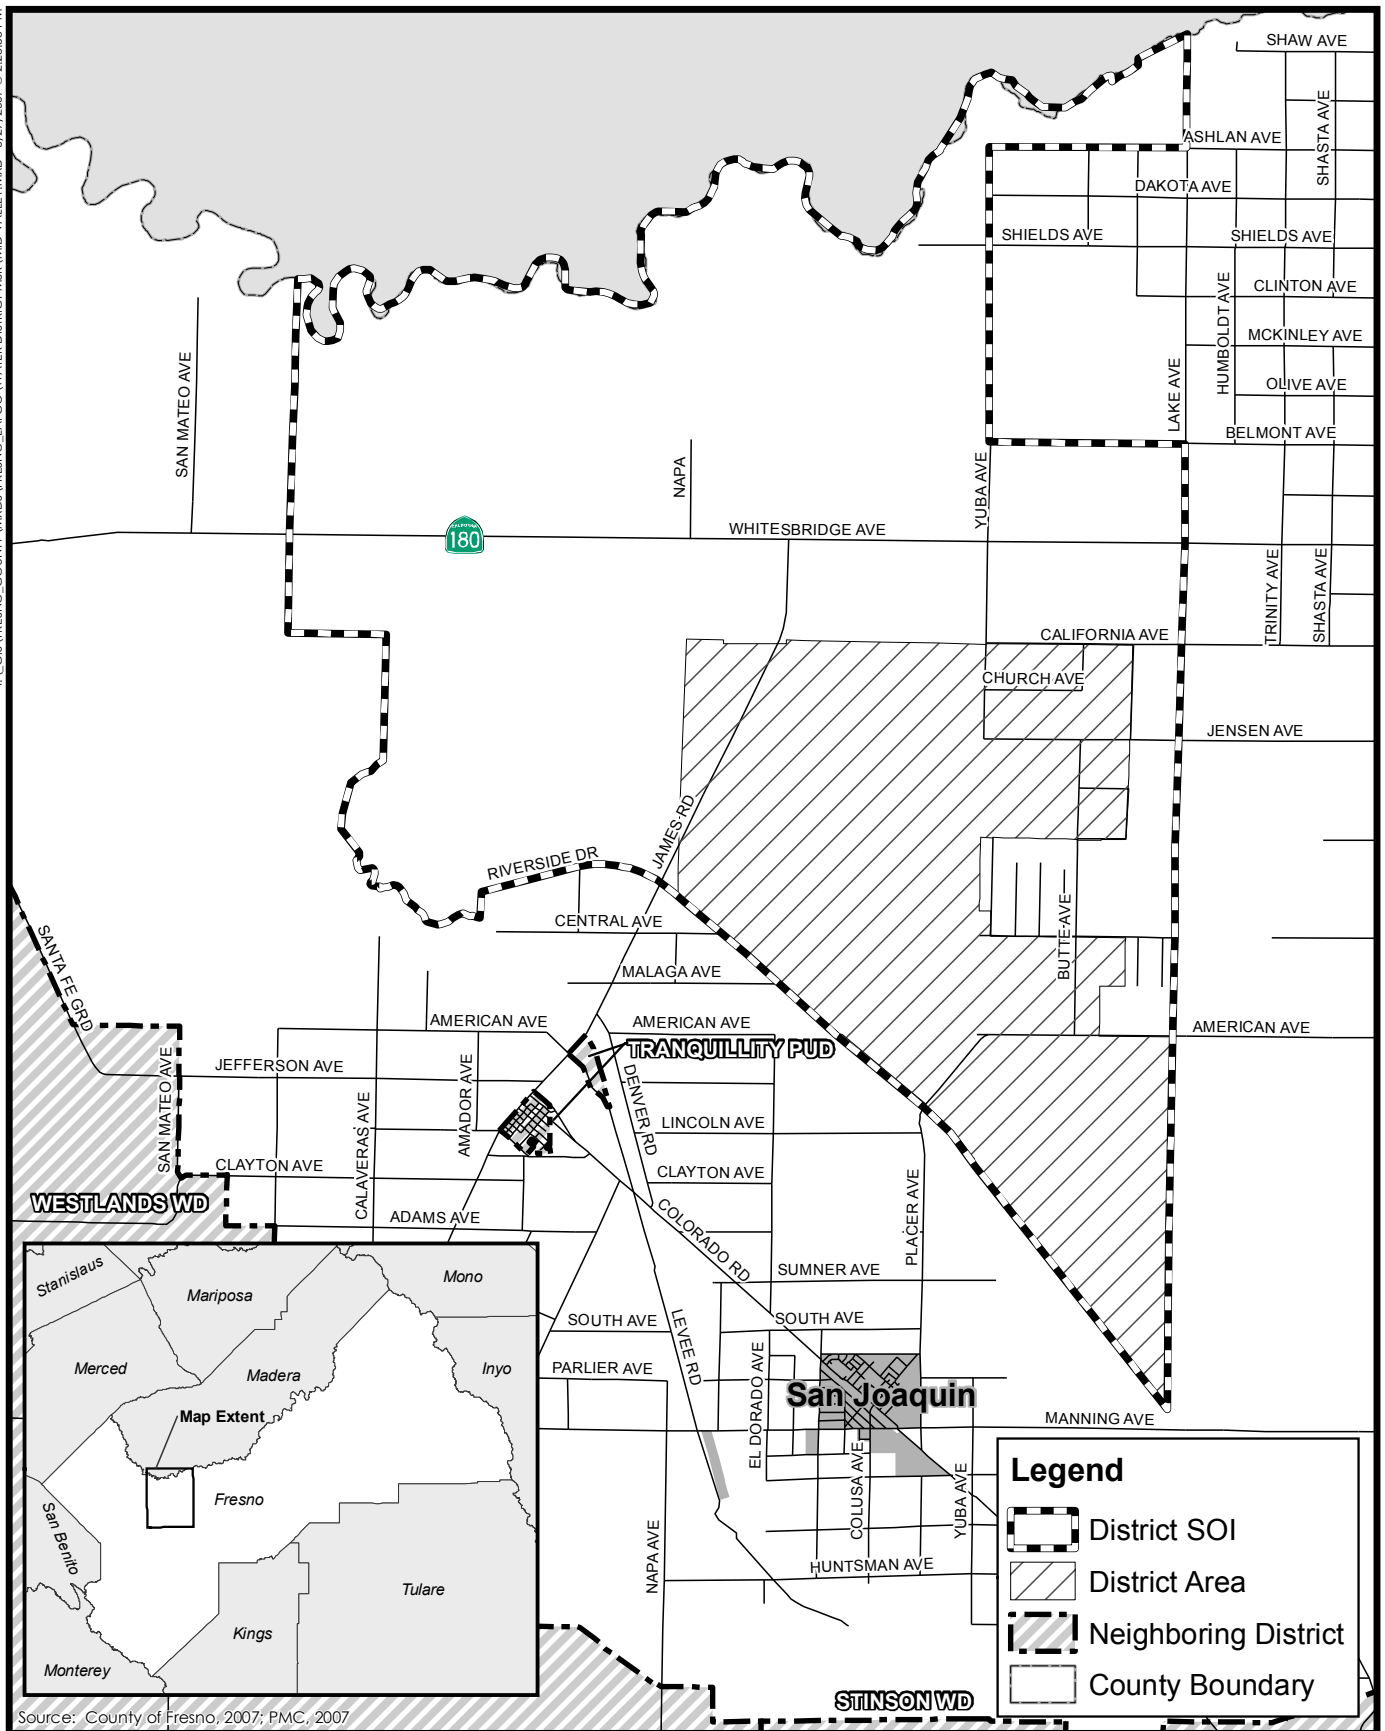 SHAW AVE
SHASTA AVE
ASHLAN AVE
DAKOTA AVE
SHIELDS AVE
SHIELDS AVE
CLINTON AVE
HUMBOLDT AVE
MCKINLEY AVE
LAKE AVE
OLIVE AVE
BELMONT AVE
SAN MATEO AVE
NAPA
YUBA AVE
180
WHITESBRIDGE AVE
TRINITY AVE
SHASTA AVE
CALIFORNIA AVE
CHURCH AVE
JENSEN AVE
JAMES RD
RIVERSIDE DR
CENTRAL AVE
BUTTE AVE
SANTA FE GRD
MALAGA AVE
AMERICAN AVE
AMERICAN AVE
AMERICAN AVE
TRANQUILLITY PUD
JEFFERSON AVE
SAN MATEO AVE
AMADOR AVE
DENVER RD
CALAVERAS AVE
LINCOLN AVE
CLAYTON AVE
CLAYTON AVE
WESTLANDS WD
ADAMS AVE
COLORADO RD
PLACER AVE
SUMNER AVE
SOUTH AVE
SOUTH AVE
LEVEE RD
PARLIER AVE
EL DORADO AVE
San Joaquin
MANNING AVE
COLUSA AVE
YUBA AVE
NAPA AVE
HUNTSMAN AVE
STINSON WD
Stanislaus
Mono
Mariposa
Merced
Madera
Inyo
Map Extent
Fresno
San Benito
Tulare
Kings
Monterey
Legend
District SOI
District Area
Neighboring District
County Boundary
Source: County of Fresno, 2007; PMC, 2007